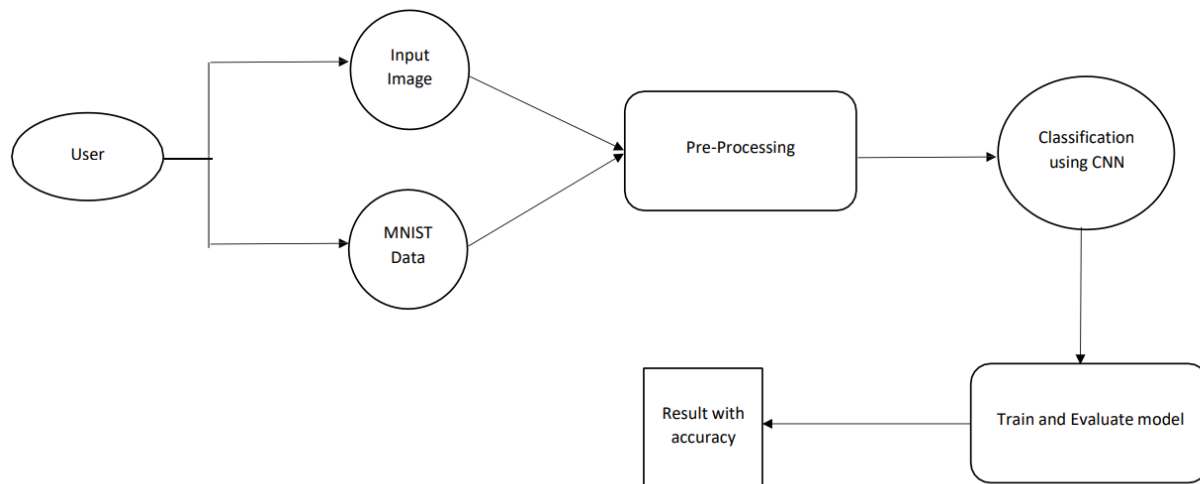 Input
Image
User
Pre-Processing
Classification
using CNN
MNIST
Data
Result with
accuracy
Train and Evaluate model